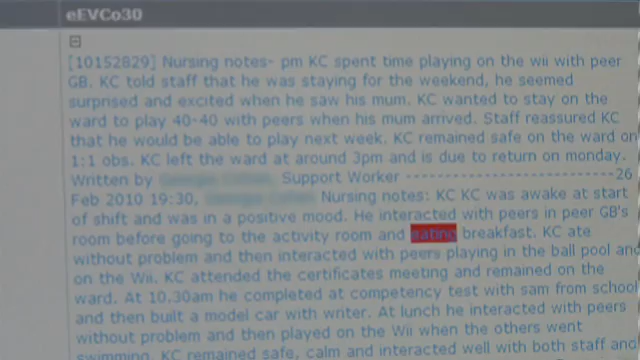 eEVCo30
[10152829] Nursing notes- pm KC spent time playing on the wii with peer
GB. KC told staff that he was staying for the weekend, he seemed
surprised and excited when he saw his mum. KC wanted to stay on the
ward to play 40-40 with peers when his mum arrived. Staff reassured KC
that he would be able to play next week. KC remained safe on the ward on
1:1 obs. KC left the ward at around 3pm and is due to return on monday.
Written by Support Worker -----------------------26
Feb 2010 19:30, Nursing notes: KC KC was awake at start
of shift and was in a positive mood. He interacted with peers in peer GB's
room before going to the activity room and eating breakfast. KC ate
without problem and then interacted with peers playing in the ball pool and
on the Wii. KC attended the certificates meeting and remained on the
ward. At 10,30am he completed at competency test with sam from school
and then built a model car with writer. At lunch he interacted with peers
without problem and then played on the Wii when the others went
swimming. KC remained safe, calm and interacted well with both staff and